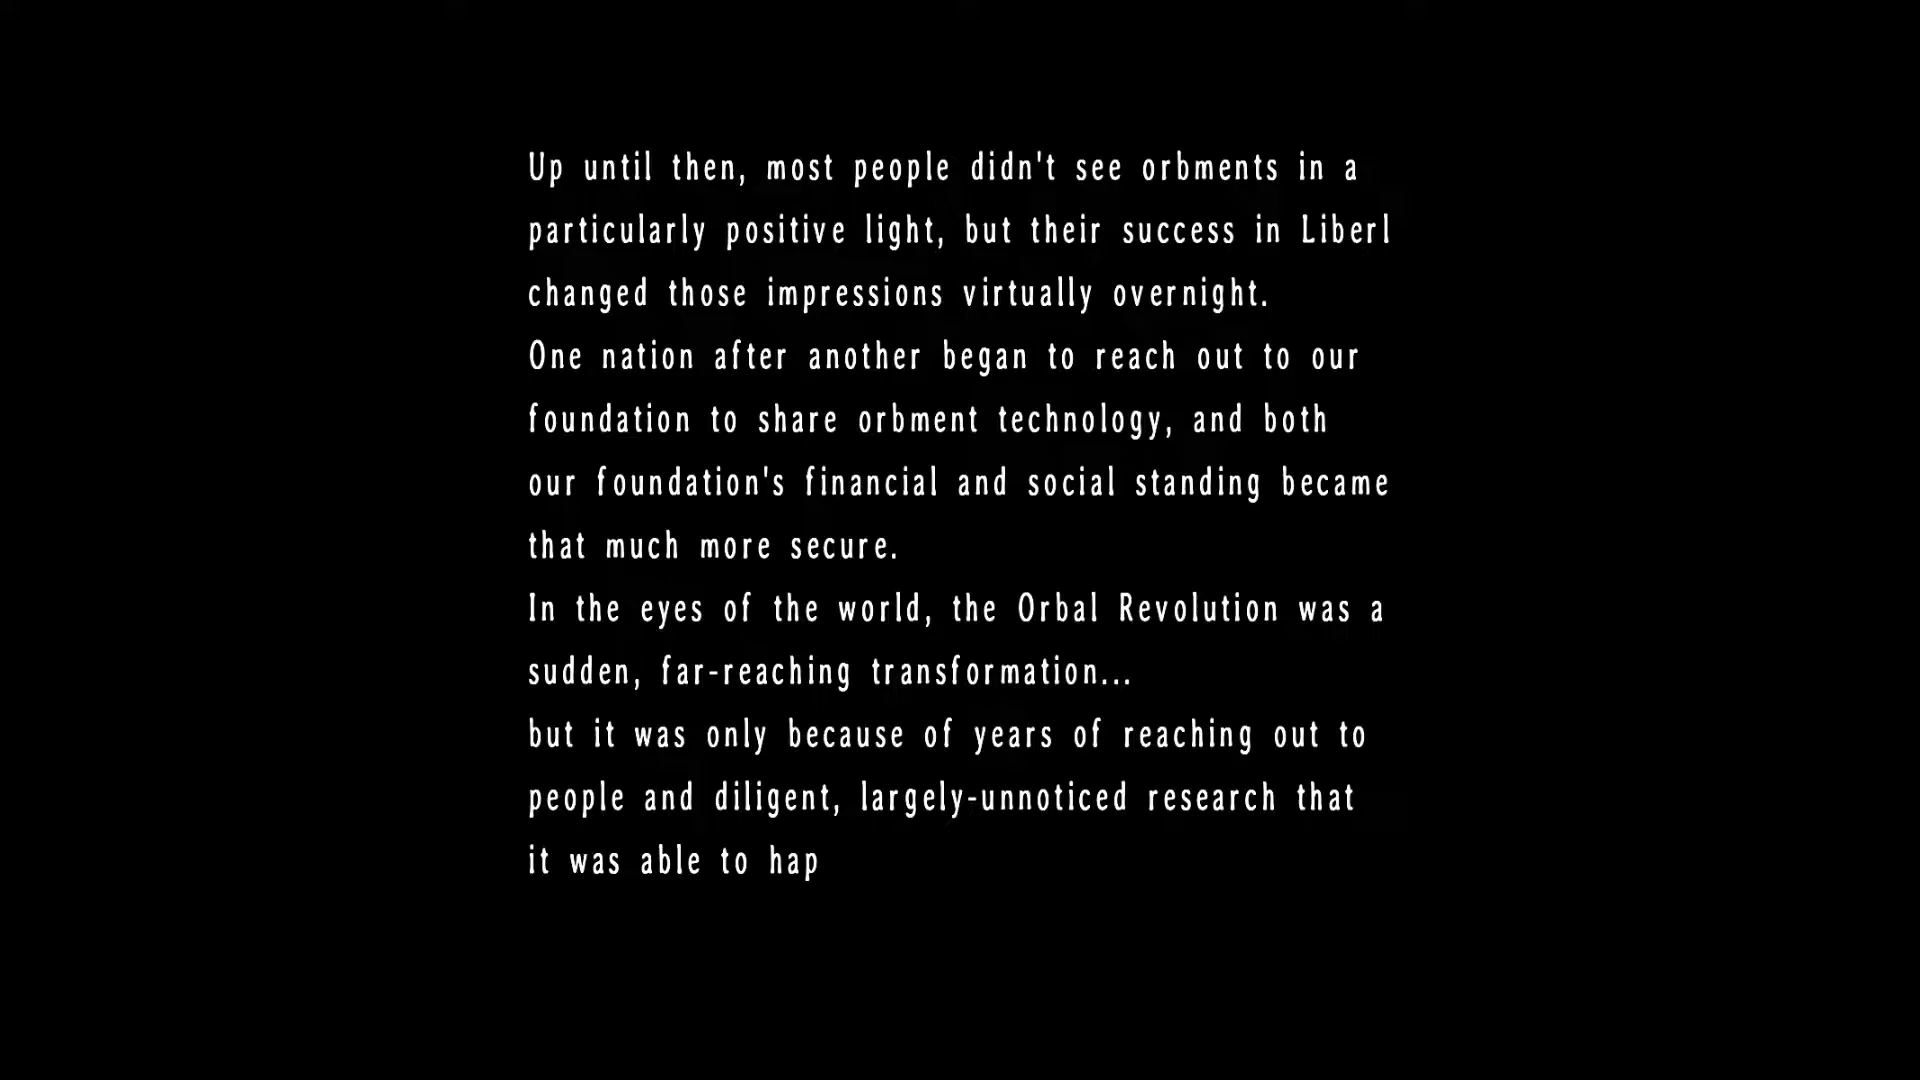 Up until then, most people didn't see orbments in a
particularly positive light, but their success in Liberl
changed those impressions virtually overnight.
One nation after another began to reach out to our
foundation to share orbment technology, and both
our foundation's financial and social standing became
that much more secure.
In the eyes of the world, the Orbal Revolution was a
sudden, far-reaching transformation...
but it was only because of years of reaching out to
people and diligent, largely-unnoticed research that
it was able to hap